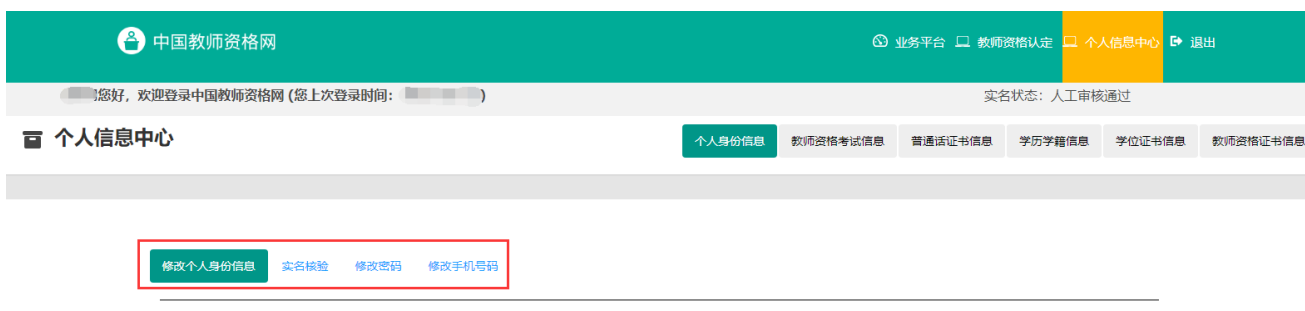 中国教师资格网 业务平台 教师资格认定 个人信息中心 退出
您好，欢迎登录中国教师资格网 (您上次登录时间： ) 实名状态：人工审核通过
个人信息中心 个人身份信息 教师资格考试信息 普通话证书信息 学历学籍信息 学位证书信息 教师资格证书信息
修改个人身份信息 实名核验 修改密码 修改手机号码